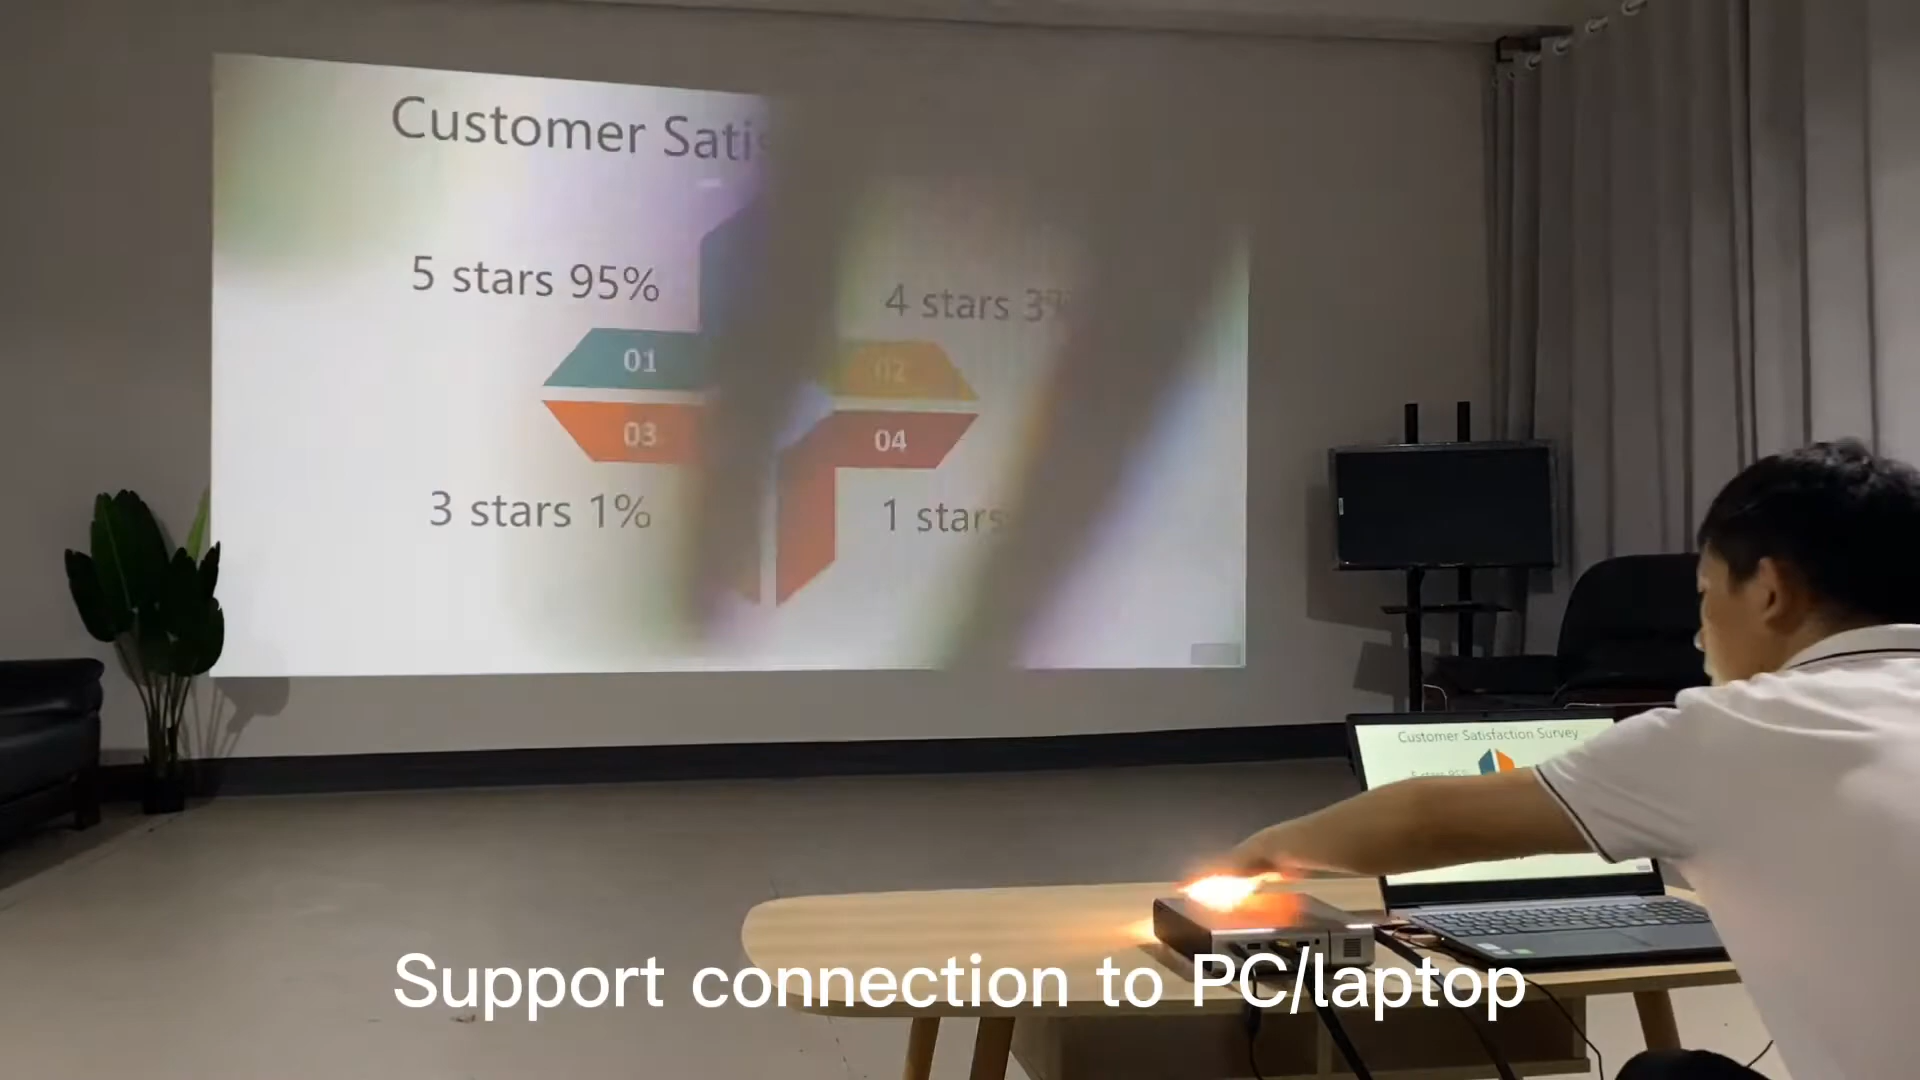 Customer Satis
5 stars 95%
4 stars 3%
01
02
03
04
3 stars 1%
1 stars
Customer Satisfaction Survey
Support connection to PC/laptop